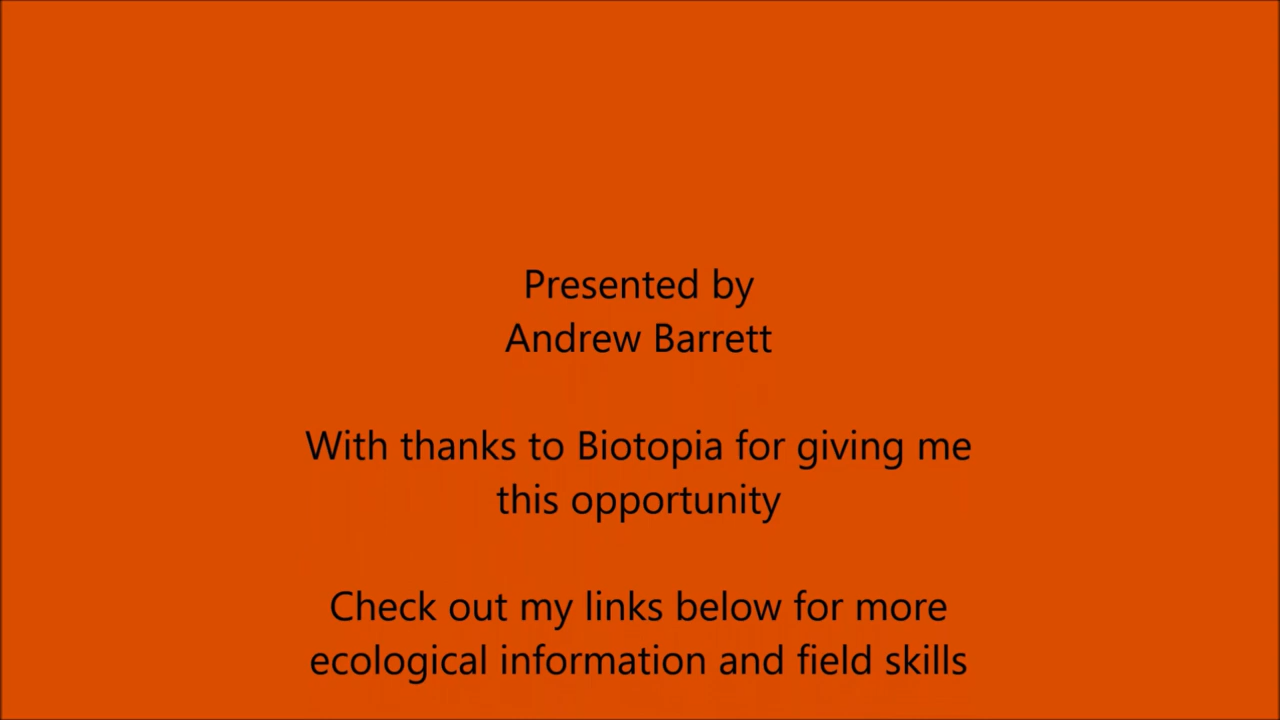 Presented by
Andrew Barrett
With thanks to Biotopia for giving me
this opportunity
Check out my links below for more
ecological information and field skills